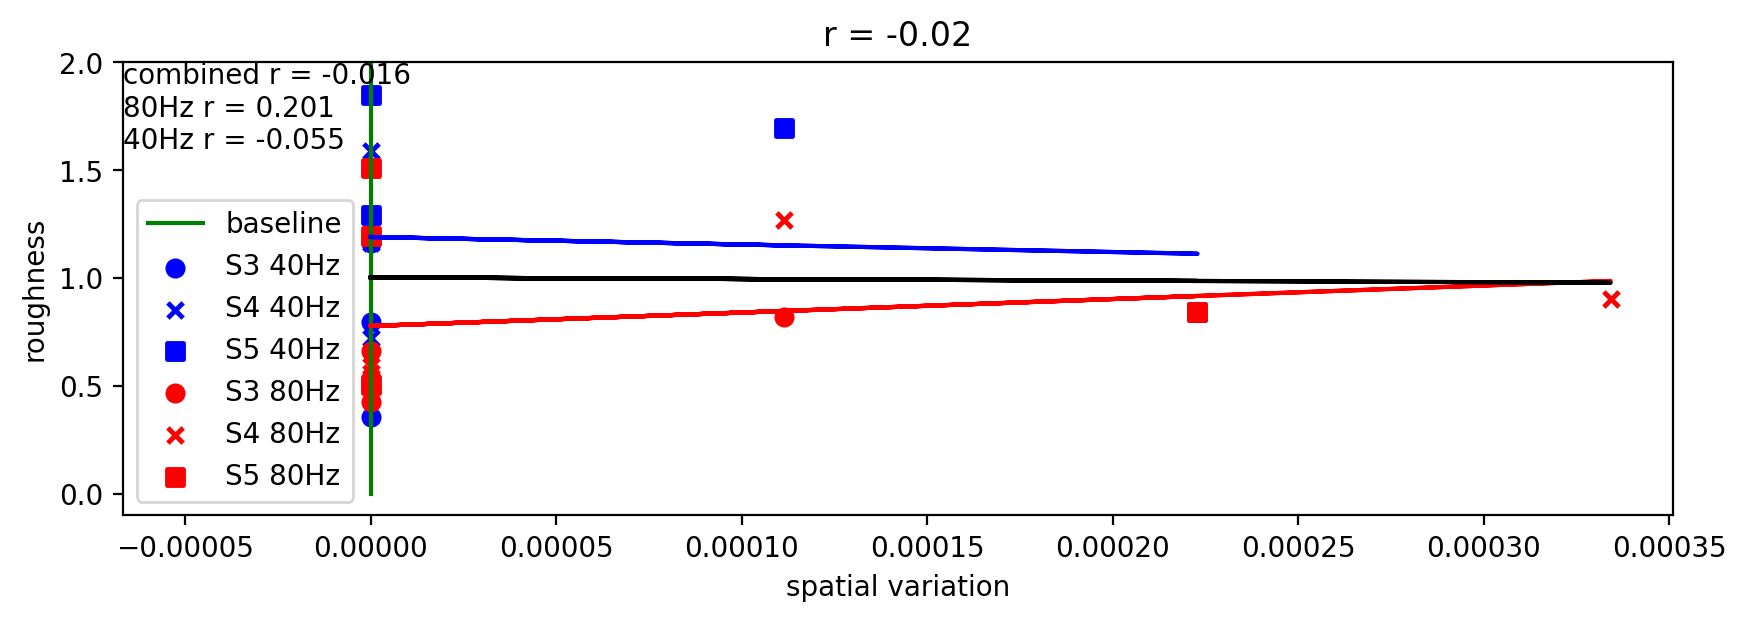 r = -0.02
combined r = -0.016
80Hz r = 0.201
40Hz r = -0.055
baseline
S3 40Hz
S4 40Hz
S5 40Hz
S3 80Hz
S4 80Hz
S5 80Hz
roughness
2.0
1.5
1.0
0.5
0.0
−0.00005 0.00000 0.00005 0.00010 0.00015 0.00020 0.00025 0.00030 0.00035
spatial variation